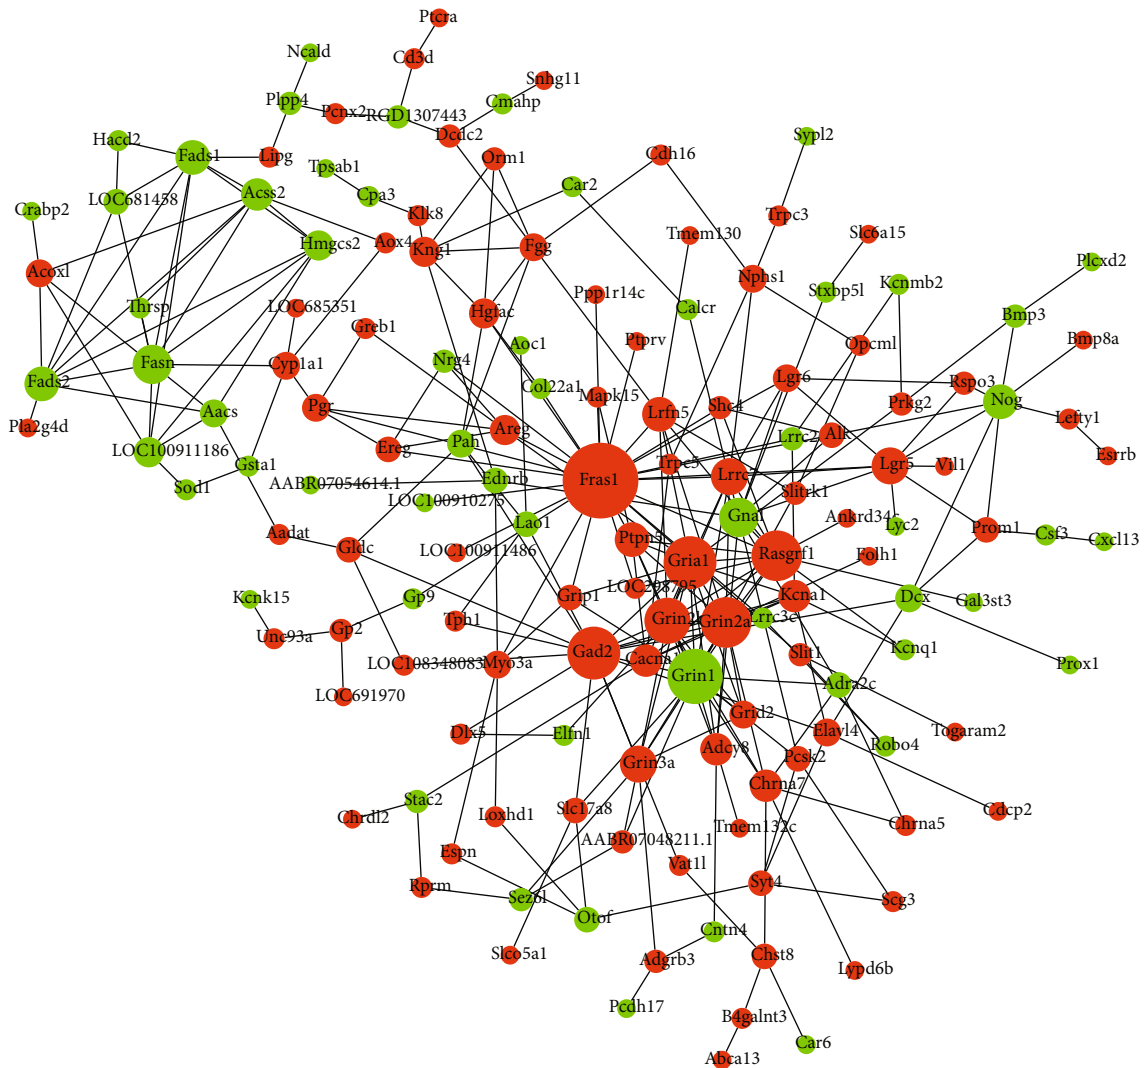 Ptcra
Ncald
Cd3d
Snhg11
Plpp4
Cmahp
Pcnx2
RGD1307443
Dcdc2
Hacd2
Sypl2
Fads1
Lipg
Orm1
Cdh16
Tpsab1
Car2
Acss2
LOC681458
Cpa3
Crabp2
Klk8
Trpc3
Tmem130
Slc6a15
Hmgcs2
Aox4
Kng1
Fgg
Plcxd2
Acoxl
Nphs1
Kcnmb2
Stxbp5l
Ppp1r14c
Thrsp
LOC685351
Hgfac
Calcr
Bmp3
Greb1
Ptprv
Opcml
Bmp8a
Aoc1
Nrg4
Fasn
Cyp1a1
Lgr6
Rspo3
Fads2
Col22a1
Mapk15
Prkg2
Nog
Pgr
Lrfn5
Shc4
Aacs
Pla2g4d
Areg
Alk
Lefty1
Lrrc2
Ereg
Pah
LOC100911186
Esrrb
Gsta1
Trpc5
Lgr5
Vil1
Sod1
AABR07054614.1
Ednrb
Fras1
Lrrc
Slitrk1
LOC100910275
Gnal
Ankrd34c
Lyc2
Lao1
Aadat
Ptpn5
Prom1
Csf3
Cxcl13
Gldc
LOC100911486
Gria1
Rasgrf1
Folh1
LOC298795
Kcnk15
Gp9
Grip1
Kcna1
Dcx
Gal3st3
Tph1
Grin2
Grin2a
Lrrc3c
Unc93a
Gp2
Kcnq1
Gad2
Cacna
Slit1
LOC108348083
Myo3a
Prox1
Grin1
Adra2c
LOC691970
Grid2
Dlx5
Elfn1
Elavl4
Togaram2
Adcy8
Robo4
Grin3a
Pcsk2
Chrna7
Stac2
Slc17a8
Cdcp2
Chrdl2
Loxhd1
Tmem132c
Chrna5
AABR07048211.1
Espn
Vat1l
Rprm
Syt4
Sez6l
Scg3
Otof
Cntn4
Slco5a1
Adgrb3
Chst8
Lypd6b
Pcdh17
B4galnt3
Car6
Abca13